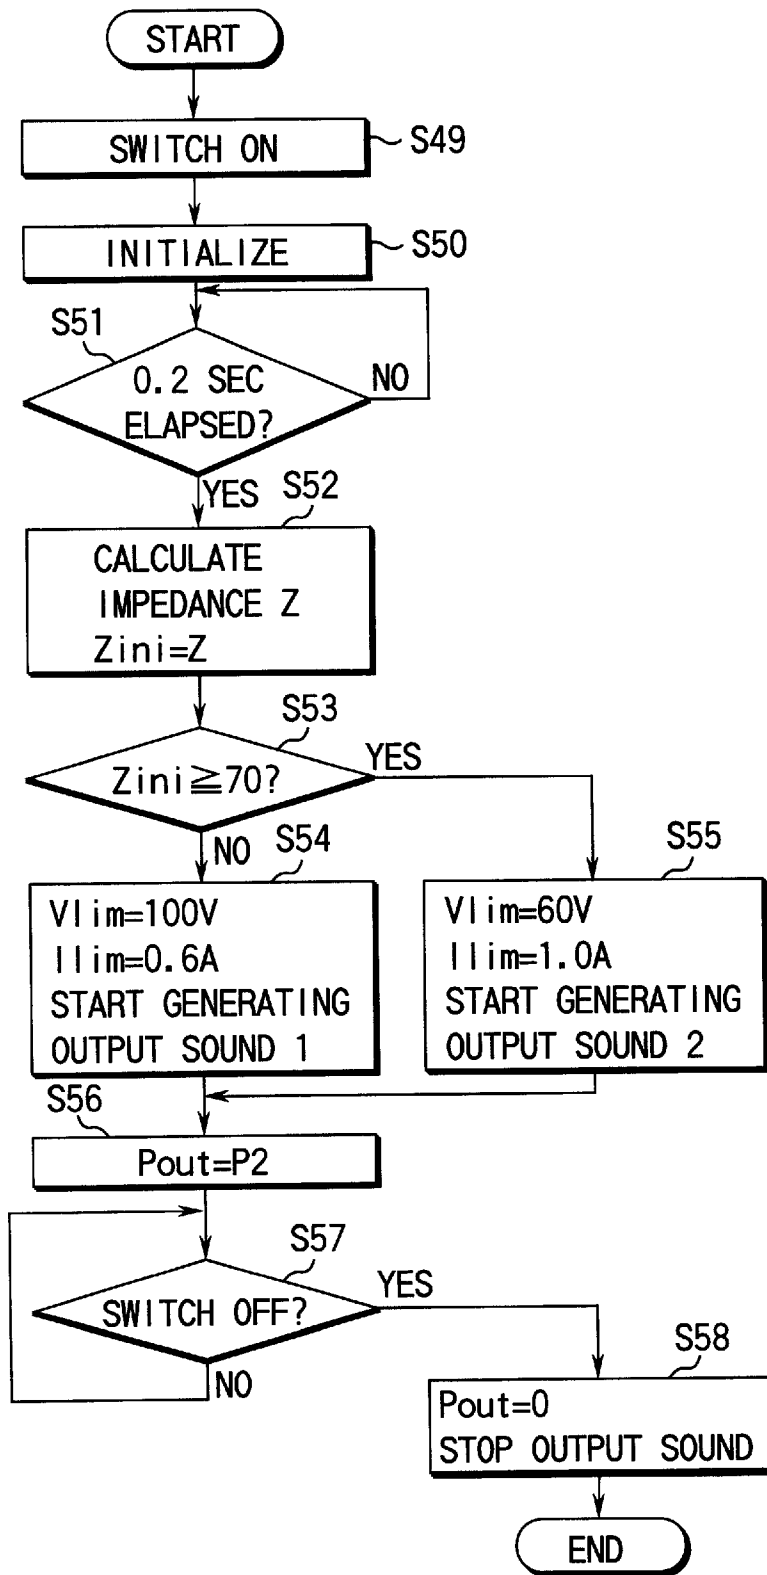 START
SWITCH ON
S49
INITIALIZE
S50
S51
0.2 SEC
ELAPSED?
NO
YES
S52
CALCULATE
IMPEDANCE Z
Zini=Z
S53
Zini≧70?
YES
NO
S54
Vlim=100V
Ilim=0.6A
START GENERATING
OUTPUT SOUND 1
S55
Vlim=60V
Ilim=1.0A
START GENERATING
OUTPUT SOUND 2
S56
Pout=P2
S57
SWITCH OFF?
YES
NO
S58
Pout=0
STOP OUTPUT SOUND
END